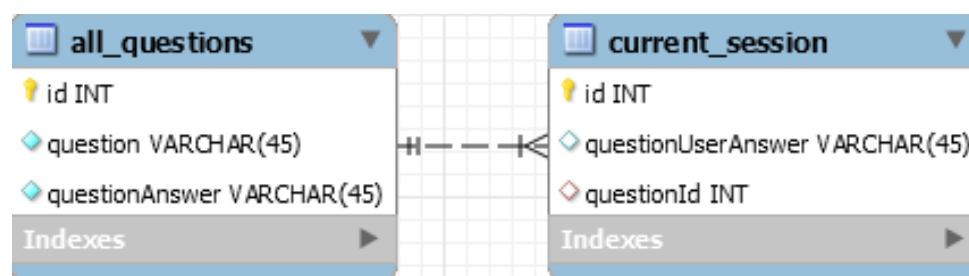 all_questions
id INT
question VARCHAR(45)
questionAnswer VARCHAR(45)
Indexes
current_session
id INT
questionUserAnswer VARCHAR(45)
questionId INT
Indexes